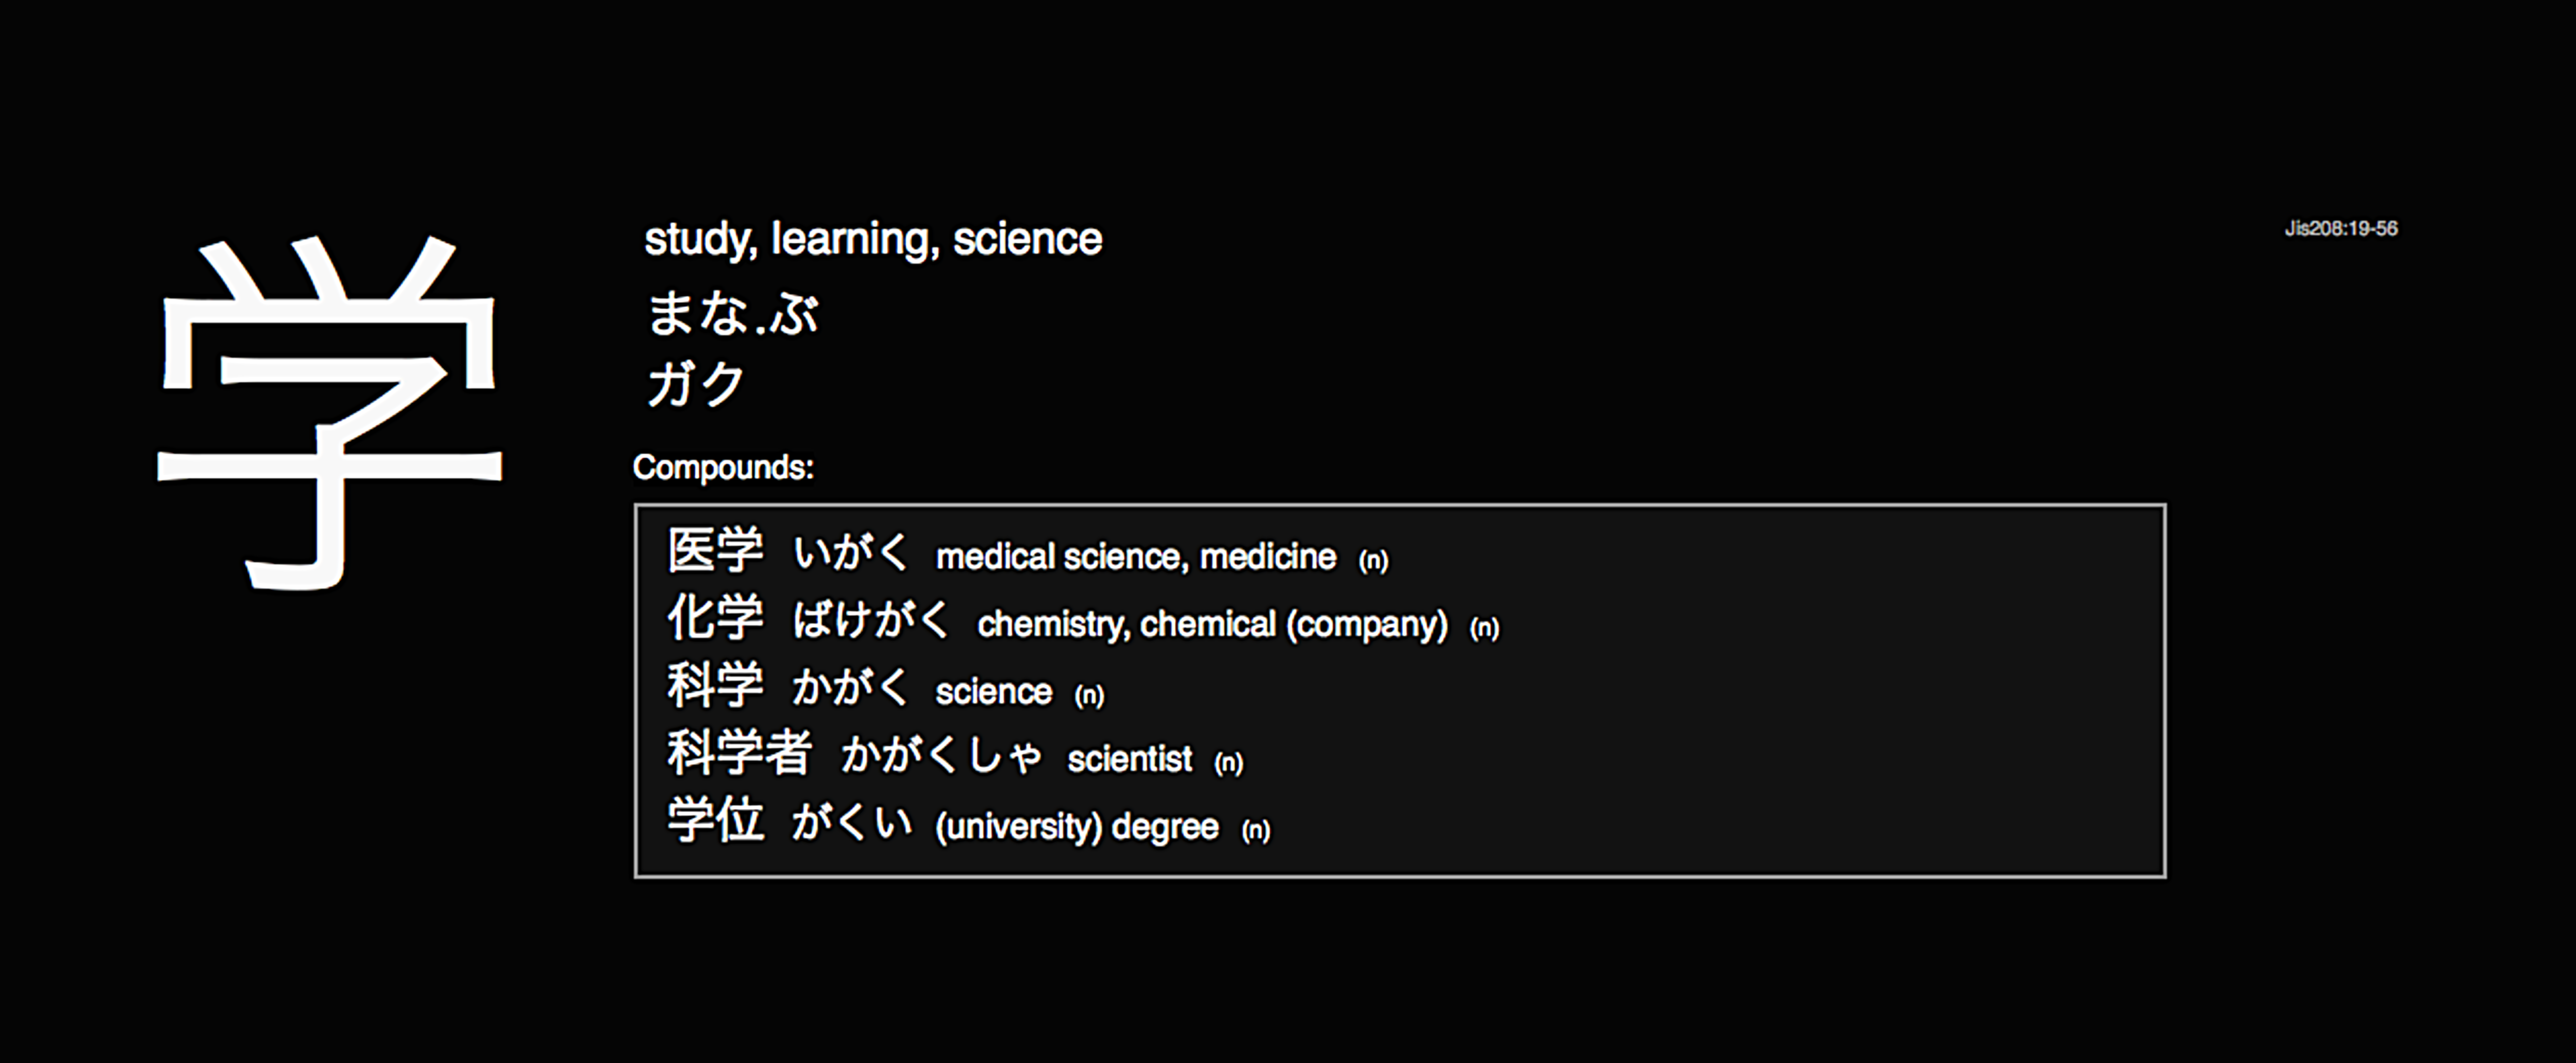 学
study, learning, science
まな.ぶ
ガク
Jis208:19-56
Compounds:
医学 いがく medical science, medicine (n)
化学 ばけがく chemistry, chemical (company) (n)
科学 かがく science (n)
科学者 かがくしゃ scientist (n)
学位 がくい (university) degree (n)